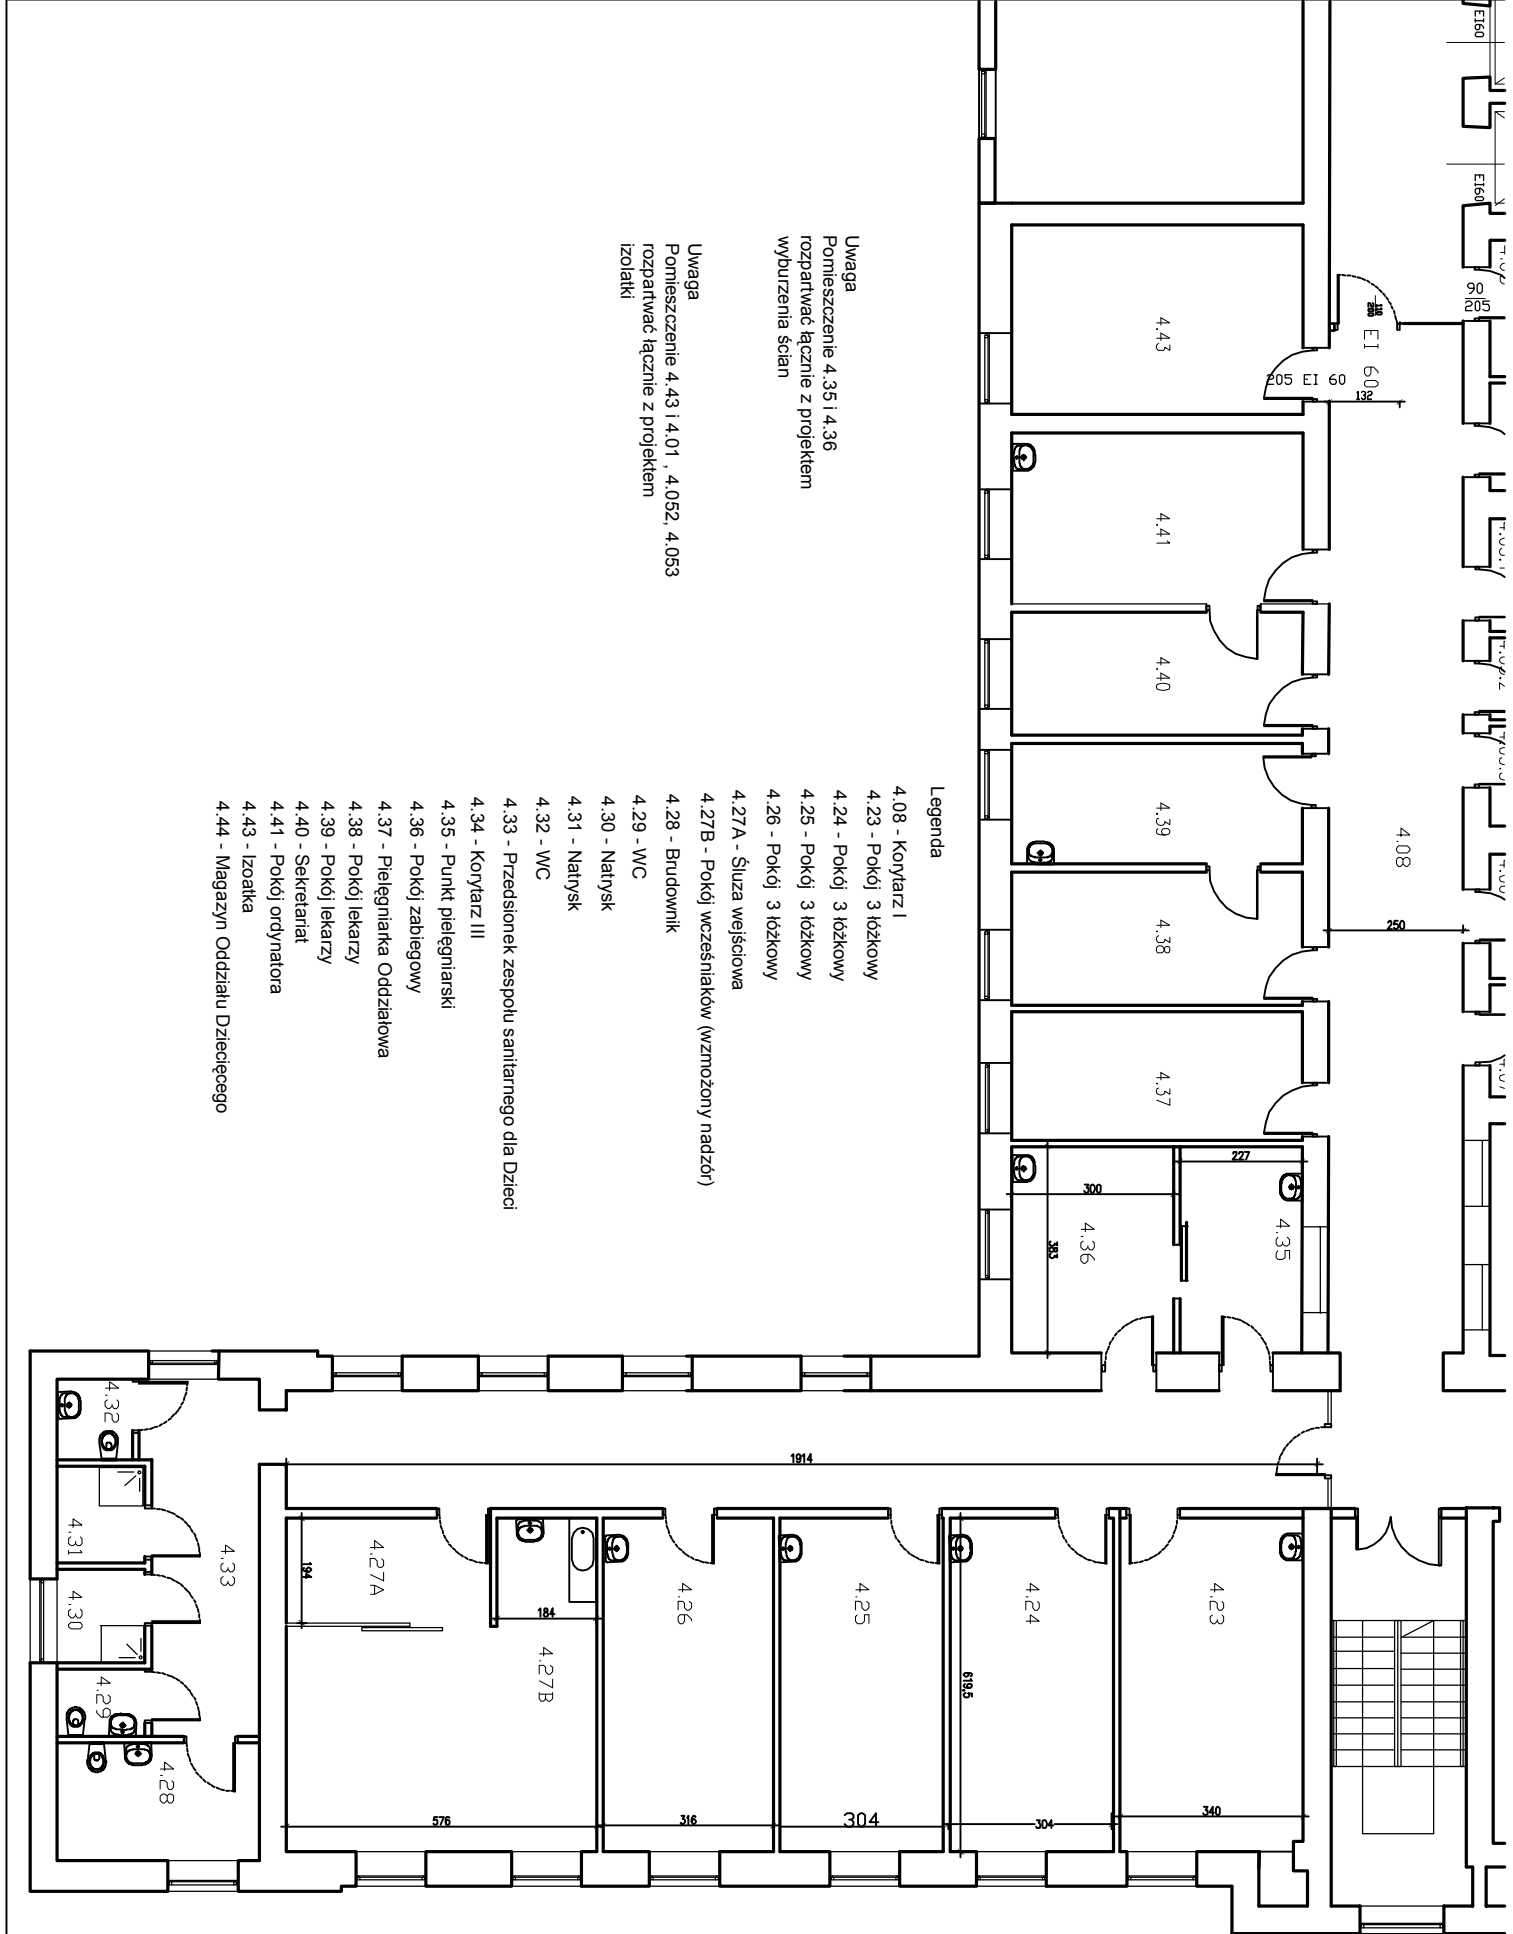 Uwaga
Pomieszczenie 4.35 i 4.36
rozpartwać łącznie z projektem
wyburzenia ścian
Uwaga
Pomieszczenie 4.43 i 4.01 , 4.052, 4.053
rozpartwać łącznie z projektem
izolatki
Legenda
4.08 - Korytarz I
4.23 - Pokój 3 łóżkowy
4.24 - Pokój 3 łóżkowy
4.25 - Pokój 3 łóżkowy
4.26 - Pokój 3 łóżkowy
4.27A - Śluza wejściowa
4.27B - Pokój wcześniaków (wzmożony nadzór)
4.28 - Brudownik
4.29 - WC
4.30 - Natrysk
4.31 - Natrysk
4.32 - WC
4.33 - Przedsionek zespołu sanitarnego dla Dzieci
4.34 - Korytarz III
4.35 - Punkt pielęgniarski
4.36 - Pokój zabiegowy
4.37 - Pielęgniarka Oddziałowa
4.38 - Pokój lekarzy
4.39 - Pokój lekarzy
4.40 - Sekretariat
4.41 - Pokój ordynatora
4.43 - Izoatka
4.44 - Magazyn Oddziału Dziecięcego
EI60
EI60
90
205
110
200
EI 60
205 EI 60
132
4.43
4.41
4.40
4.39
4.38
4.37
4.08
250
227
300
383
4.36
4.35
1914
4.32
4.31
4.30
4.29
4.28
4.33
4.27A
194
184
4.27B
4.26
4.25
4.24
4.23
619,5
576
316
304
304
340